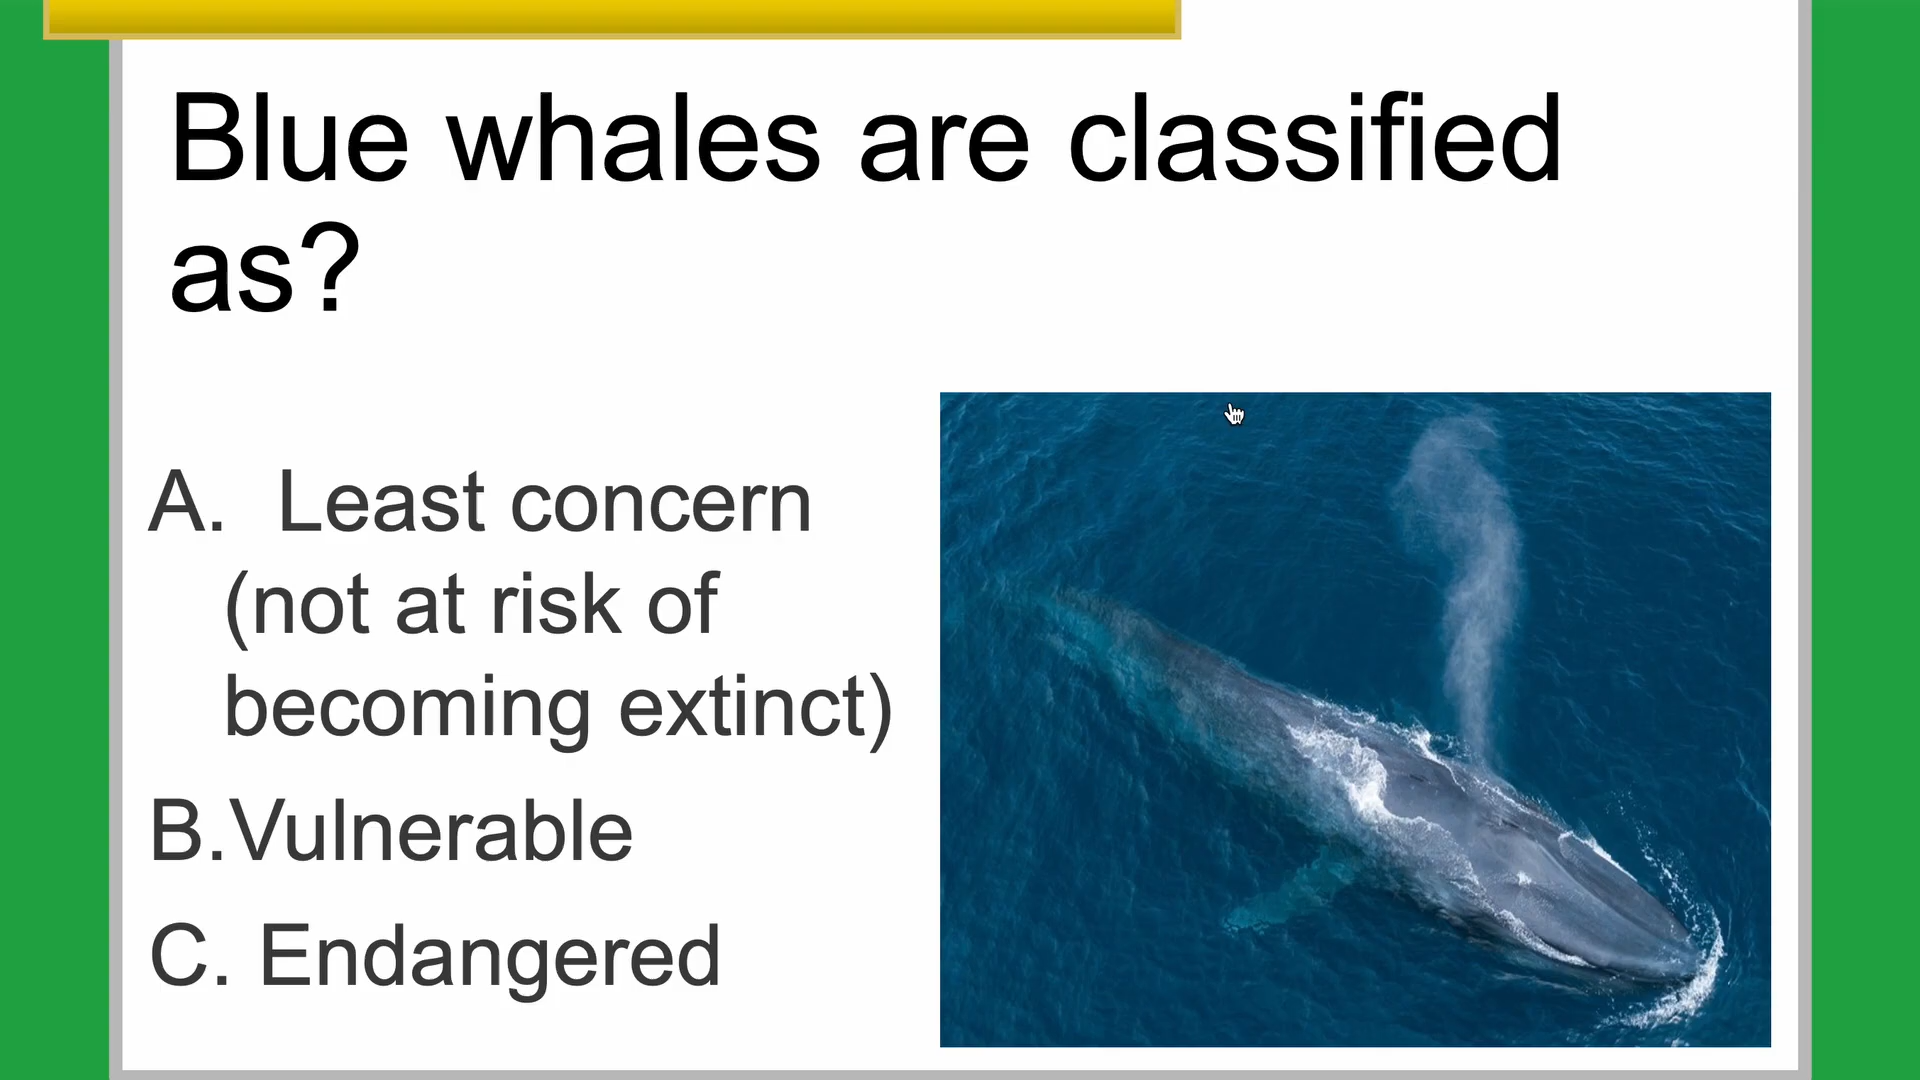 Blue whales are classified
as?
A. Least concern
(not at risk of
becoming extinct)
B.Vulnerable
C. Endangered